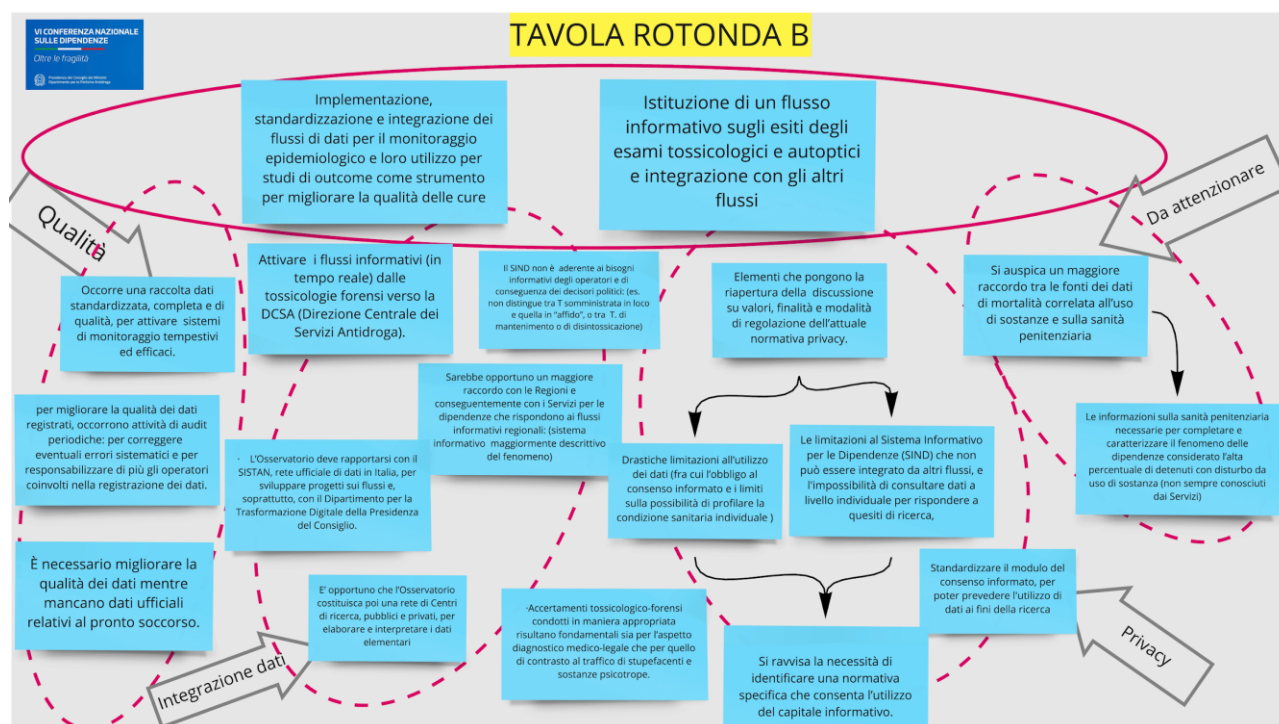 VI CONFERENZA NAZIONALE
SULLE DIPENDENZE
Oltre le fragilità
Presidenza del Consiglio dei Ministri
Dipartimento per le Politiche Antidroga
TAVOLA ROTONDA B
Implementazione,
standardizzazione e integrazione dei
flussi di dati per il monitoraggio
epidemiologico e loro utilizzo per
studi di outcome come strumento
per migliorare la qualità delle cure
Istituzione di un flusso
informativo sugli esiti degli
esami tossicologici e autoptici
e integrazione con gli altri
flussi
Qualità
Da attenzionare
Occorre una raccolta dati
standardizzata, completa e di
qualità, per attivare sistemi
di monitoraggio tempestivi
ed efficaci.
per migliorare la qualità dei dati
registrati, occorrono attività di audit
periodiche: per correggere
eventuali errori sistematici e per
responsabilizzare di più gli operatori
coinvolti nella registrazione dei dati.
È necessario migliorare la
qualità dei dati mentre
mancano dati ufficiali
relativi al pronto soccorso.
Attivare i flussi informativi (in
tempo reale) dalle
tossicologie forensi verso la
DCSA (Direzione Centrale dei
Servizi Antidroga).
Il SIND non è aderente ai bisogni
informativi degli operatori e di
conseguenza dei decisori politici: (es.
non distingue tra T somministrata in loco
e quella in "affido", o tra T. di
mantenimento o di disintossicazione)
Sarebbe opportuno un maggiore
raccordo con le Regioni e
conseguentemente con i Servizi per le
dipendenze che rispondono ai flussi
informativi regionali: (sistema
informativo maggiormente descrittivo
del fenomeno)
· L'Osservatorio deve rapportarsi con il
SISTAN, rete ufficiale di dati in Italia, per
sviluppare progetti sui flussi e,
soprattutto, con il Dipartimento per la
Trasformazione Digitale della Presidenza
del Consiglio.
E' opportuno che l'Osservatorio
costituisca poi una rete di Centri
di ricerca, pubblici e privati, per
elaborare e interpretare i dati
elementari
Integrazione dati
·Accertamenti tossicologico-forensi
condotti in maniera appropriata
risultano fondamentali sia per l'aspetto
diagnostico medico-legale che per quello
di contrasto al traffico di stupefacenti e
sostanze psicotrope.
Elementi che pongono la
riapertura della discussione
su valori, finalità e modalità
di regolazione dell'attuale
normativa privacy.
Drastiche limitazioni all'utilizzo
dei dati (fra cui l'obbligo al
consenso informato e i limiti
sulla possibilità di profilare la
condizione sanitaria individuale )
Le limitazioni al Sistema Informativo
per le Dipendenze (SIND) che non
può essere integrato da altri flussi, e
l'impossibilità di consultare dati a
livello individuale per rispondere a
quesiti di ricerca,
Si ravvisa la necessità di
identificare una normativa
specifica che consenta l'utilizzo
del capitale informativo.
Si auspica un maggiore
raccordo tra le fonti dei dati
di mortalità correlata all'uso
di sostanze e sulla sanità
penitenziaria
Le informazioni sulla sanità penitenziaria
necessarie per completare e
caratterizzare il fenomeno delle
dipendenze considerato l'alta
percentuale di detenuti con disturbo da
uso di sostanza (non sempre conosciuti
dai Servizi)
Standardizzare il modulo del
consenso informato, per
poter prevedere l'utilizzo di
dati ai fini della ricerca
Privacy